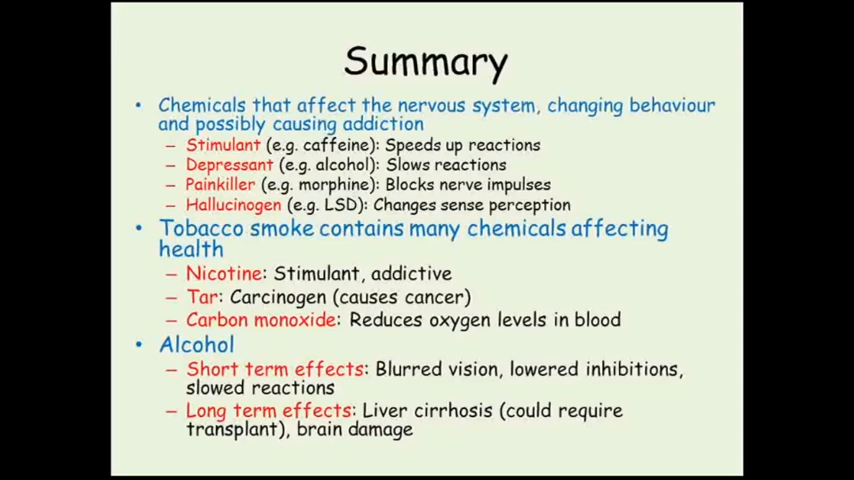 Summary
• Chemicals that affect the nervous system, changing behaviour
and possibly causing addiction
– Stimulant (e.g. caffeine): Speeds up reactions
– Depressant (e.g. alcohol): Slows reactions
– Painkiller (e.g. morphine): Blocks nerve impulses
– Hallucinogen (e.g. LSD): Changes sense perception
• Tobacco smoke contains many chemicals affecting
health
– Nicotine: Stimulant, addictive
– Tar: Carcinogen (causes cancer)
– Carbon monoxide: Reduces oxygen levels in blood
• Alcohol
– Short term effects: Blurred vision, lowered inhibitions,
slowed reactions
– Long term effects: Liver cirrhosis (could require
transplant), brain damage